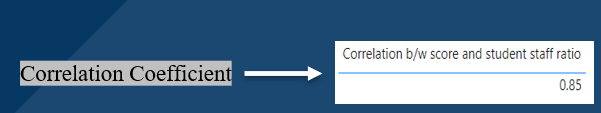 Correlation Coefficient
Correlation b/w score and student staff ratio
0.85